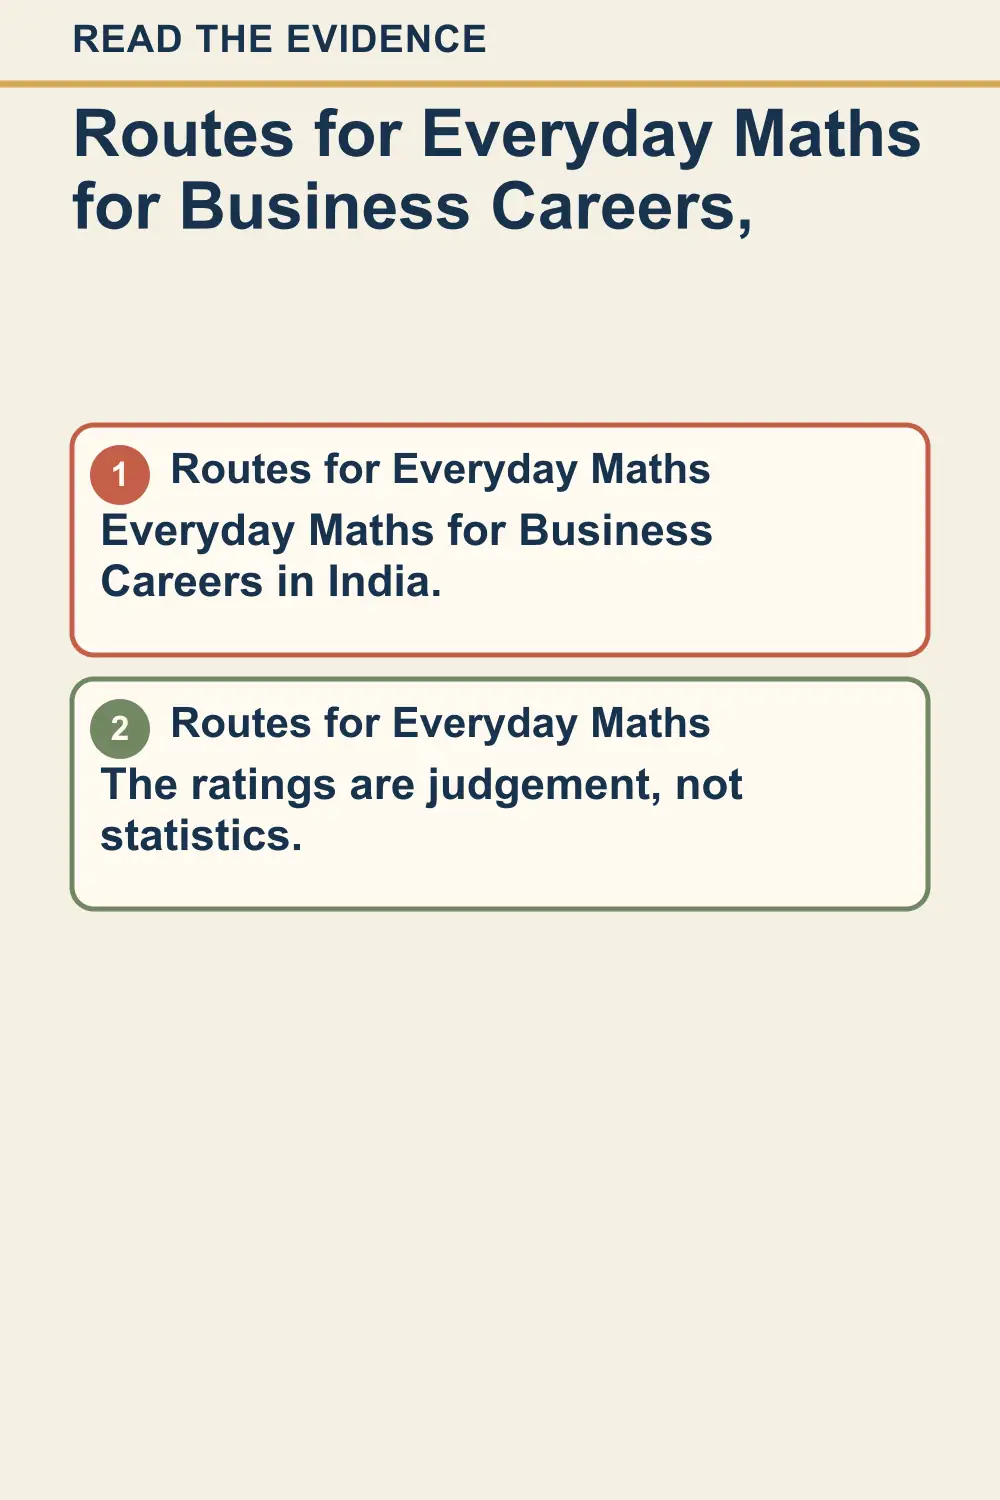 READ THE EVIDENCE
Routes for Everyday Maths
for Business Careers,
1 Routes for Everyday Maths
Everyday Maths for Business
Careers in India.
2 Routes for Everyday Maths
The ratings are judgement, not
statistics.